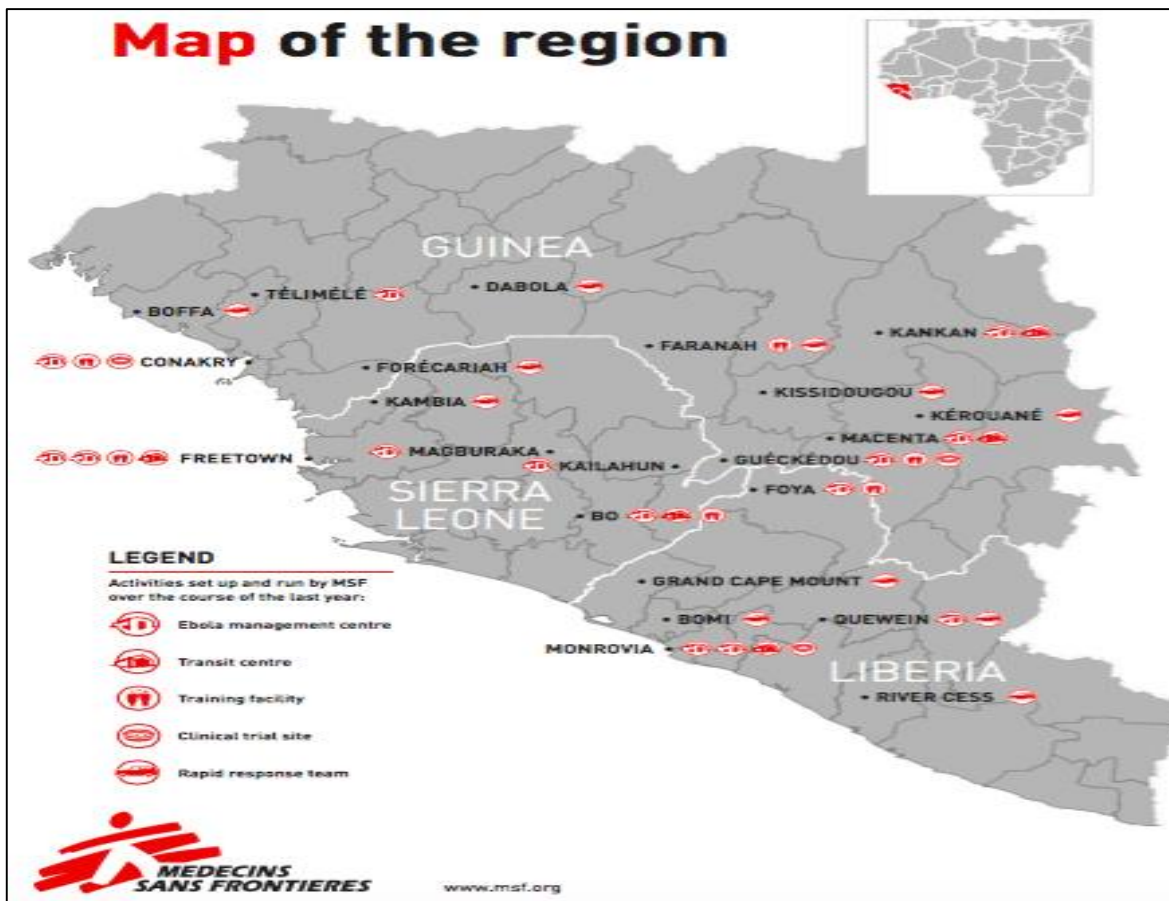 Map of the region
GUINEA
TÉLIMÉLÉ
DABOLA
BOFFA
KANKAN
FARANAH
CONAKRY
FORÉCARIAH
KISSIDOUGOU
KAMBIA
KÉROUANÉ
MACENTA
MAGBURAKA
FREETOWN
GUÉCKÉDOU
KAILAHUN
FOYA
SIERRA
LEONE
BO
LEGEND
Activities set up and run by MSF
over the course of the last year:
Ebola management centre
Transit centre
Training facility
Clinical trial site
Rapid response team
GRAND CAPE MOUNT
BOMI
QUEWEIN
MONROVIA
LIBERIA
RIVER CESS
MEDECINS
SANS FRONTIERES
www.msf.org